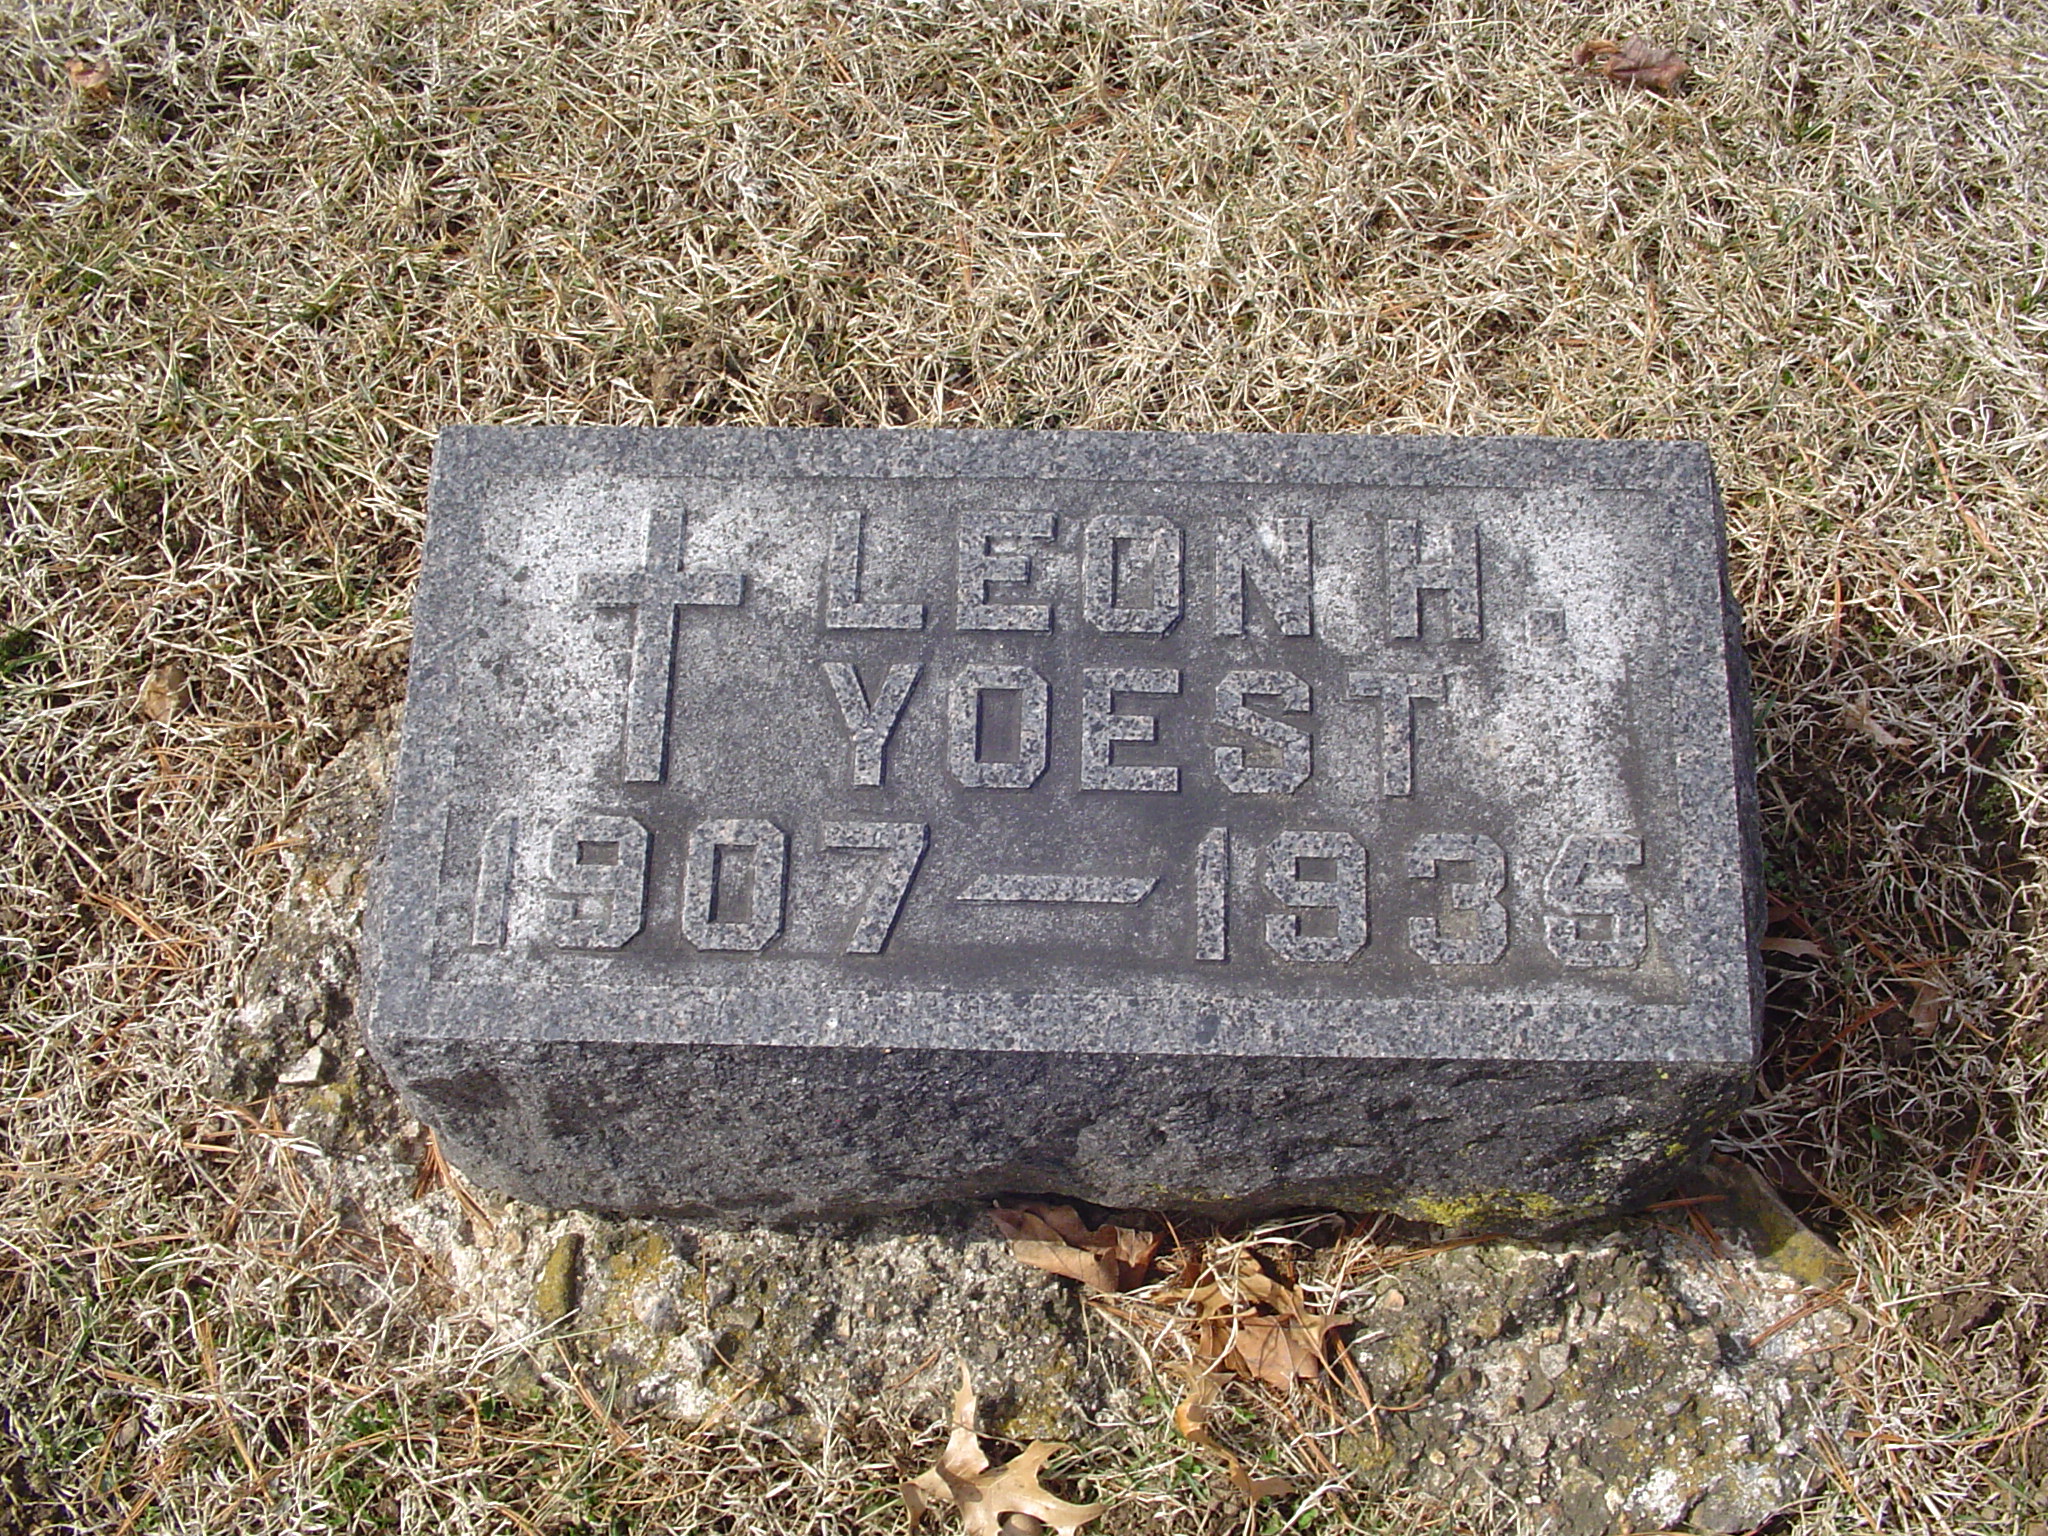 LEON H.
YOEST
1907 — 1936